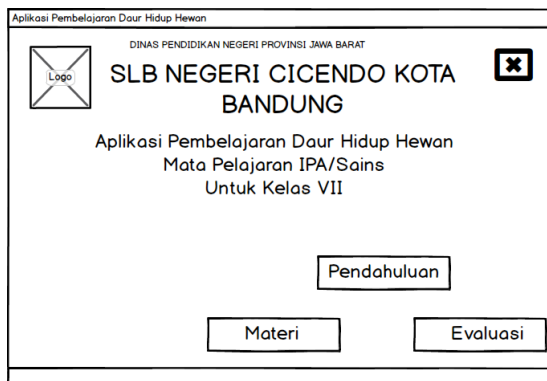 Aplikasi Pembelajaran Daur Hidup Hewan
DINAS PENDIDIKAN NEGERI PROVINSI JAWA BARAT
Logo
SLB NEGERI CICENDO KOTA
BANDUNG
Aplikasi Pembelajaran Daur Hidup Hewan
Mata Pelajaran IPA/Sains
Untuk Kelas VII
Pendahuluan
Materi
Evaluasi